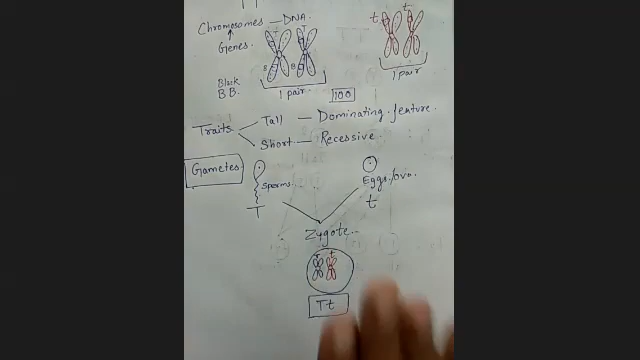 Chromosomes — DNA.
Genes.
T T
t t
B B
Black
BB.
1 pair
1 pair
100
Traits
Tall — Dominating feature.
Short — Recessive.
Gametes
sperms
T
Eggs/ova.
t
Zygote...
T t
Tt